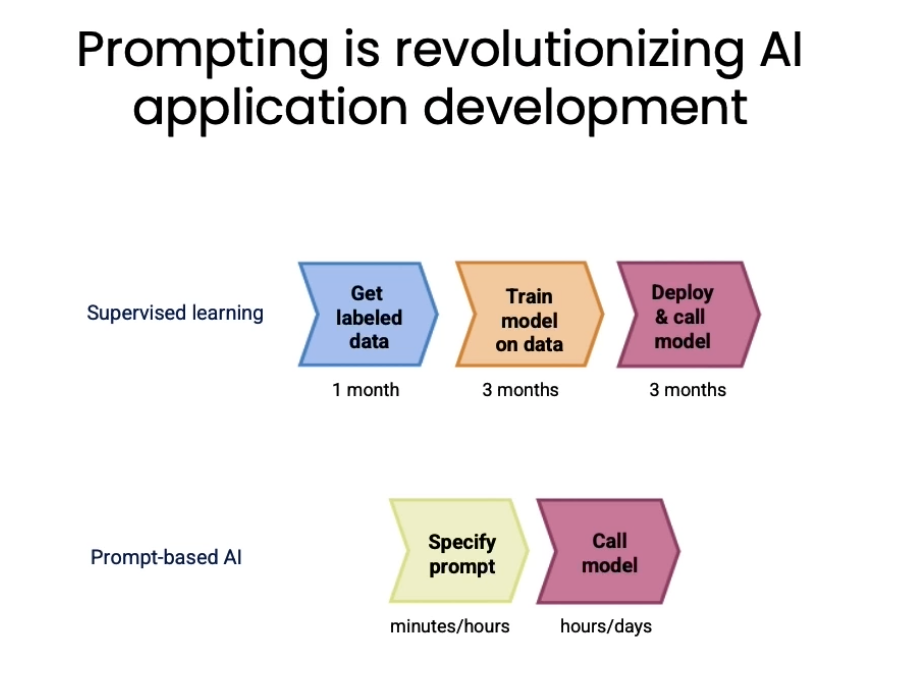 Prompting is revolutionizing AI
application development
Supervised learning
Get
labeled
data
1 month
Train
model
on data
3 months
Deploy
& call
model
3 months
Prompt-based AI
Specify
prompt
minutes/hours
Call
model
hours/days